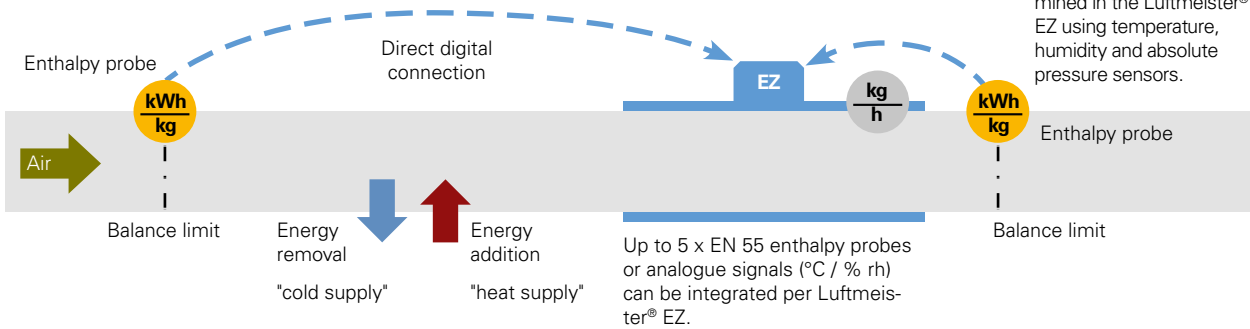 mined in the Luftmeister®
EZ using temperature,
humidity and absolute
pressure sensors.
Enthalpy probe
Direct digital
connection
kWh
kg
EZ
kg
h
kWh
kg
Enthalpy probe
Air
Balance limit
Energy
removal
"cold supply"
Energy
addition
"heat supply"
Up to 5 x EN 55 enthalpy probes
or analogue signals (°C / % rh)
can be integrated per Luftmeis-
ter® EZ.
Balance limit